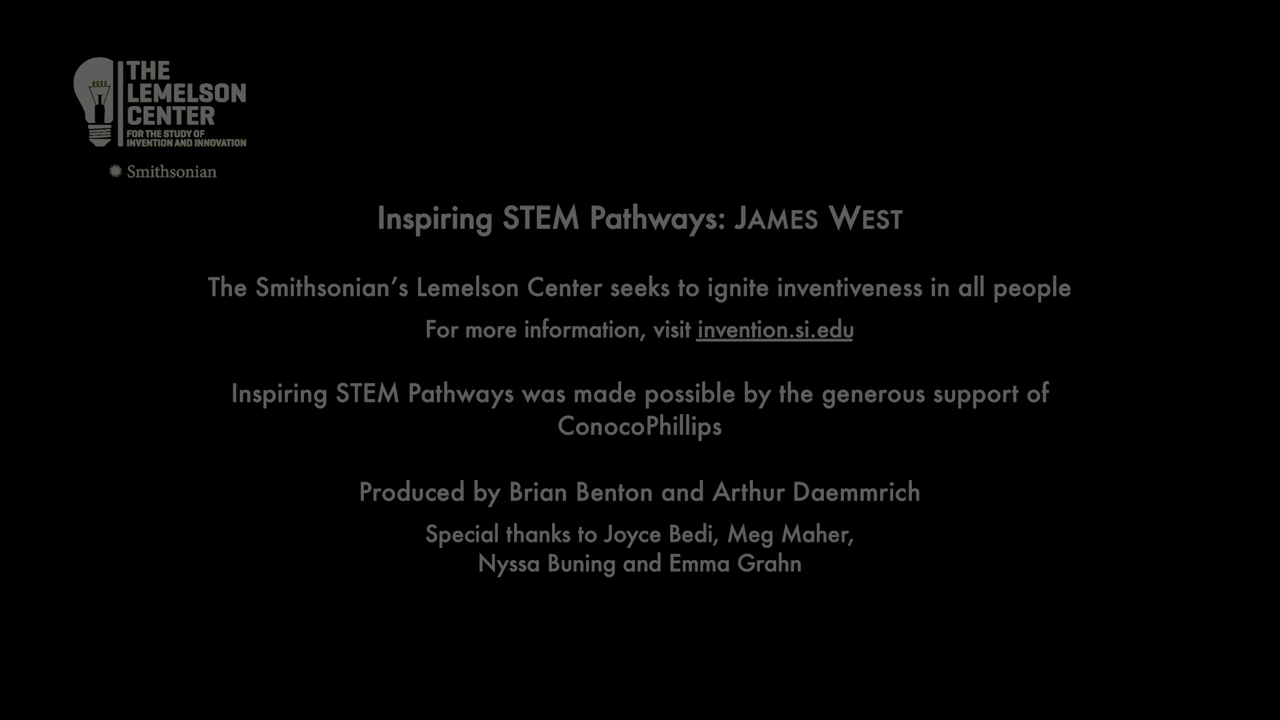 THE
LEMELSON
CENTER
FOR THE STUDY OF
INVENTION AND INNOVATION
Smithsonian
Inspiring STEM Pathways: JAMES WEST
The Smithsonian’s Lemelson Center seeks to ignite inventiveness in all people
For more information, visit invention.si.edu
Inspiring STEM Pathways was made possible by the generous support of
ConocoPhillips
Produced by Brian Benton and Arthur Daemmrich
Special thanks to Joyce Bedi, Meg Maher,
Nyssa Buning and Emma Grahn